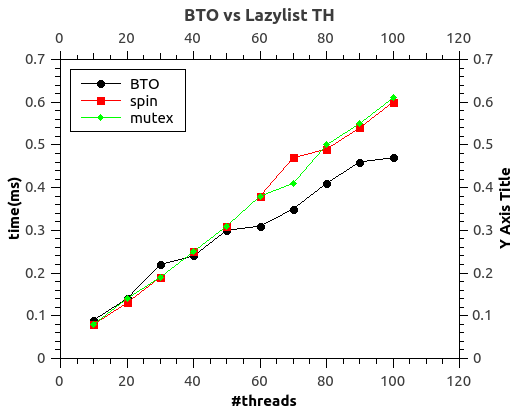 BTO vs Lazylist TH
0 20 40 60 80 100 120
0.7 0.7
BTO
spin
mutex
0.6 0.6
0.5 0.5
0.4 0.4
0.3 0.3
0.2 0.2
0.1 0.1
0 0
time(ms)
Y Axis Title
0 20 40 60 80 100 120
#threads